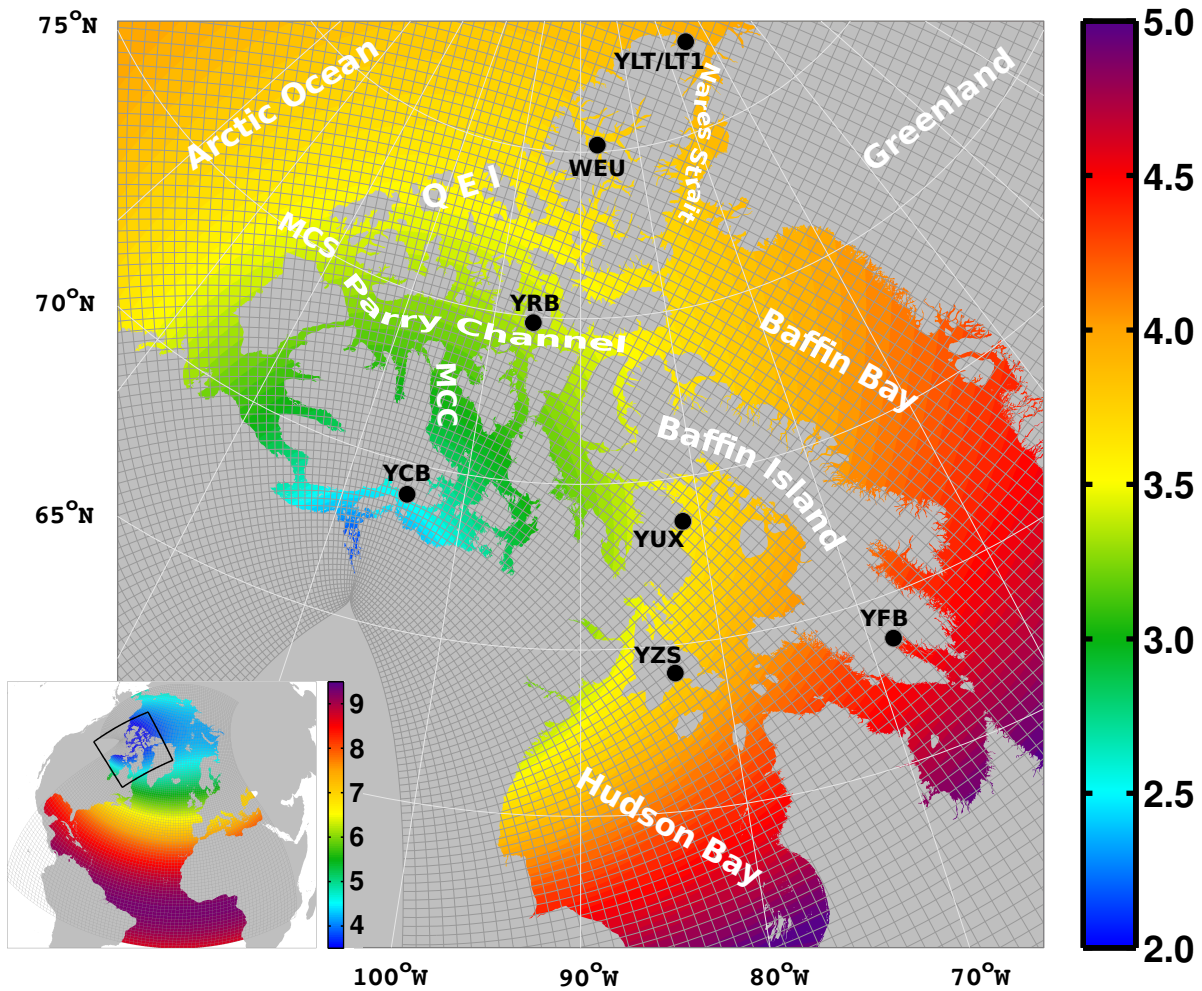 75°N
70°N
65°N
Arctic Ocean
Q E I
MCS
Parry Channel
MCC
YLT/LT1
WEU
Nares Strait
Greenland
YRB
Baffin Bay
Baffin Island
YCB
YUX
YZS
YFB
Hudson Bay
100°W
90°W
80°W
70°W
5.0
4.5
4.0
3.5
3.0
2.5
2.0
9
8
7
6
5
4